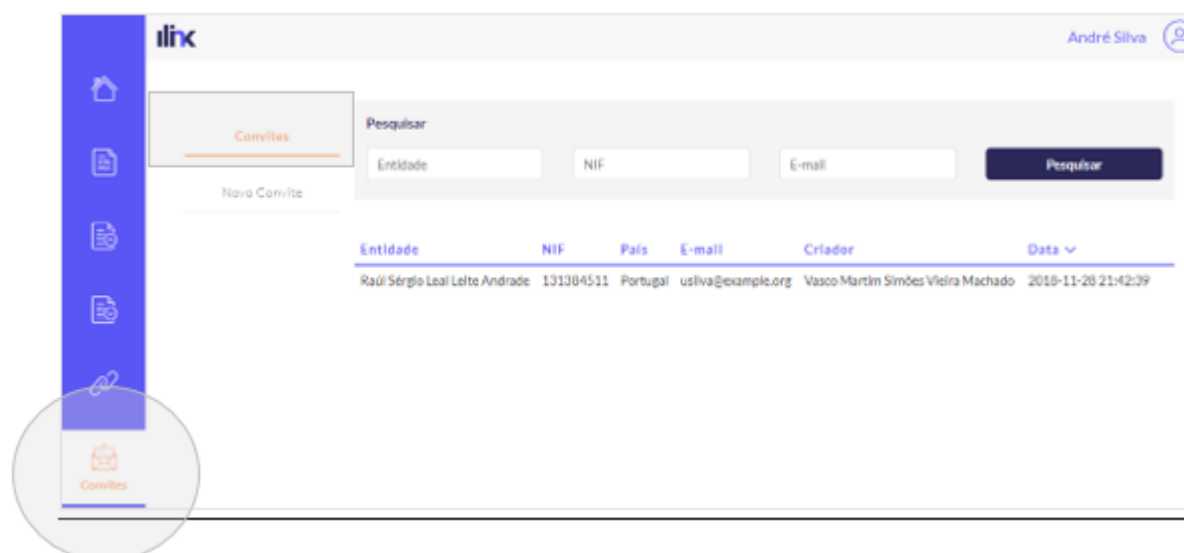 ılınx
André Silva
Convites
Novo Convite
Pesquisar
Entidade NIF E-mail Pesquisar
Entidade NIF País E-mail Criador Data
Raúl Sérgio Leal Leite Andrade 131384511 Portugal usilva@example.org Vasco Martim Simões Vieira Machado 2018-11-28 21:42:39
Convites